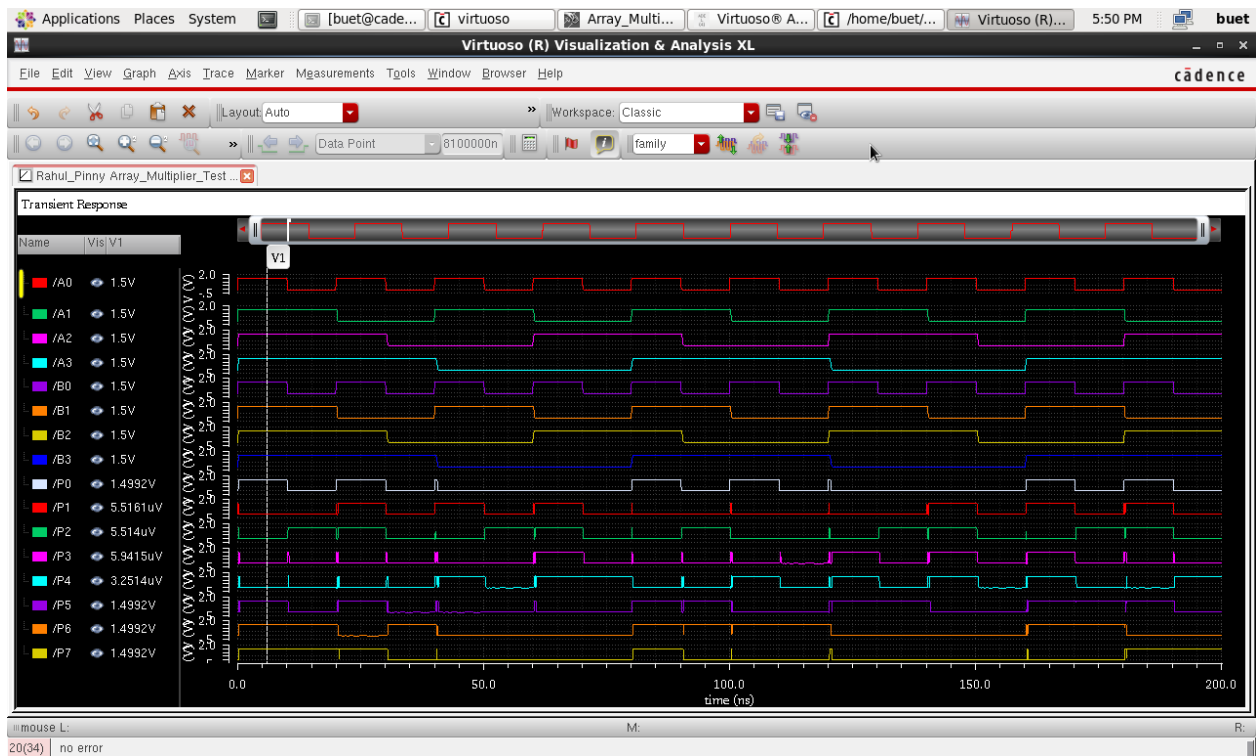 Applications Places System [buet@cade... virtuoso Array_Multi... Virtuoso® A... /home/buet/... Virtuoso (R)... 5:50 PM buet
Virtuoso (R) Visualization & Analysis XL
File Edit View Graph Axis Trace Marker Measurements Tools Window Browser Help cādence
Layout: Auto » Workspace: Classic
» Data Point 8100000n family
Rahul_Pinny Array_Multiplier_Test ...
Transient Response
Name Vis V1
V1
/A0 1.5V
/A1 1.5V
/A2 1.5V
/A3 1.5V
/B0 1.5V
/B1 1.5V
/B2 1.5V
/B3 1.5V
/P0 1.4992V
/P1 5.5161uV
/P2 5.514uV
/P3 5.9415uV
/P4 3.2514uV
/P5 1.4992V
/P6 1.4992V
/P7 1.4992V
0.0 50.0 100.0 150.0 200.0
time (ns)
mouse L: M: R:
20(34) no error